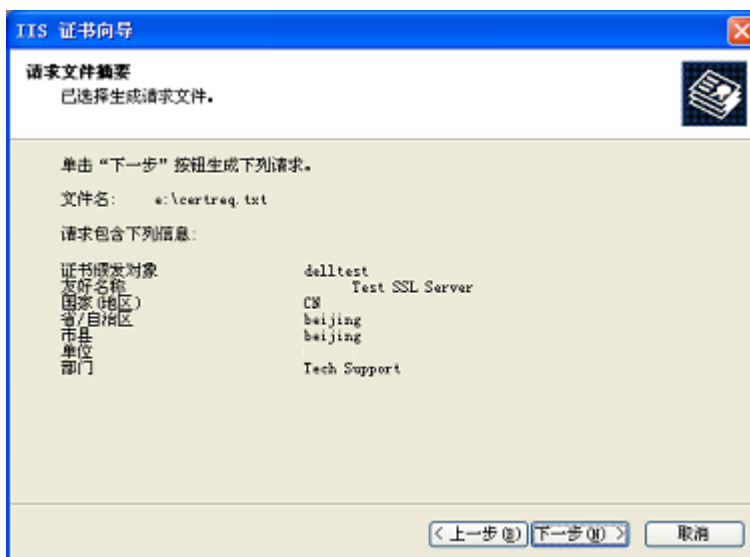 IIS 证书向导
请求文件摘要
已选择生成请求文件。
单击“下一步”按钮生成下列请求。
文件名: e:\certreq.txt
请求包含下列信息:
证书颁发对象 delltest
友好名称 Test SSL Server
国家(地区) CN
省/自治区 beijing
市县 beijing
单位
部门 Tech Support
< 上一步(B) 下一步(N) > 取消